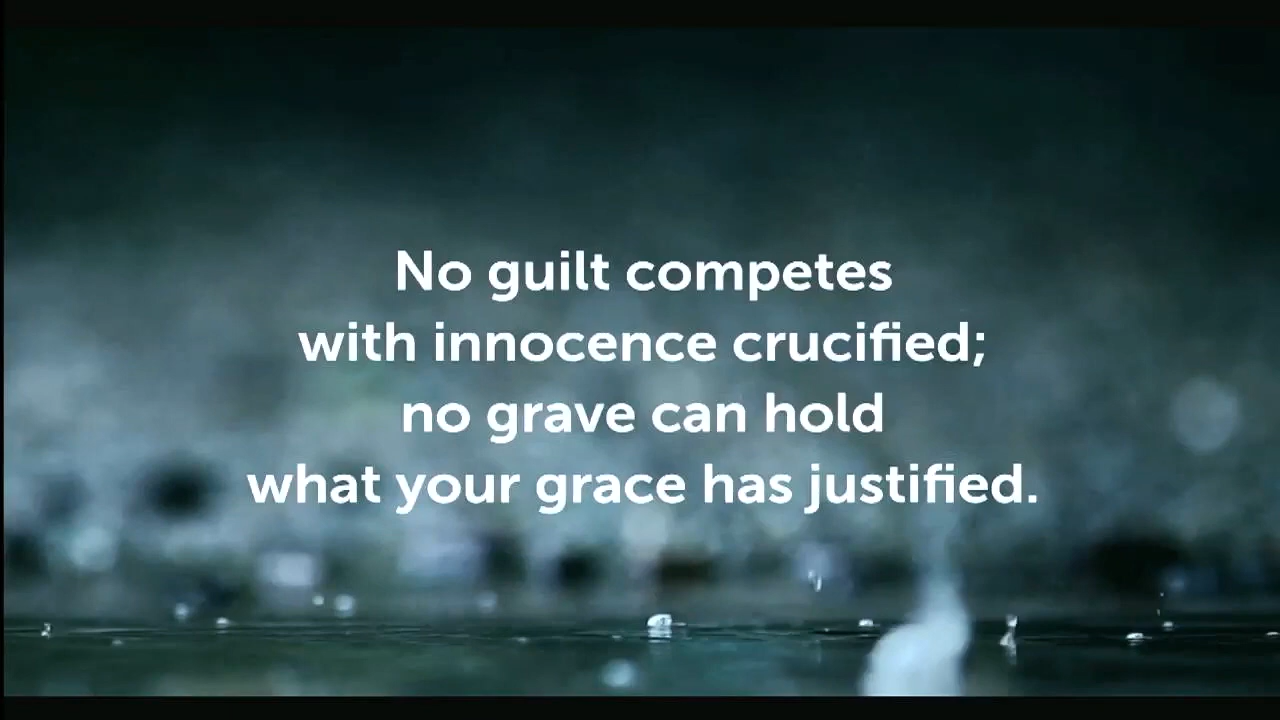 No guilt competes
with innocence crucified;
no grave can hold
what your grace has justified.